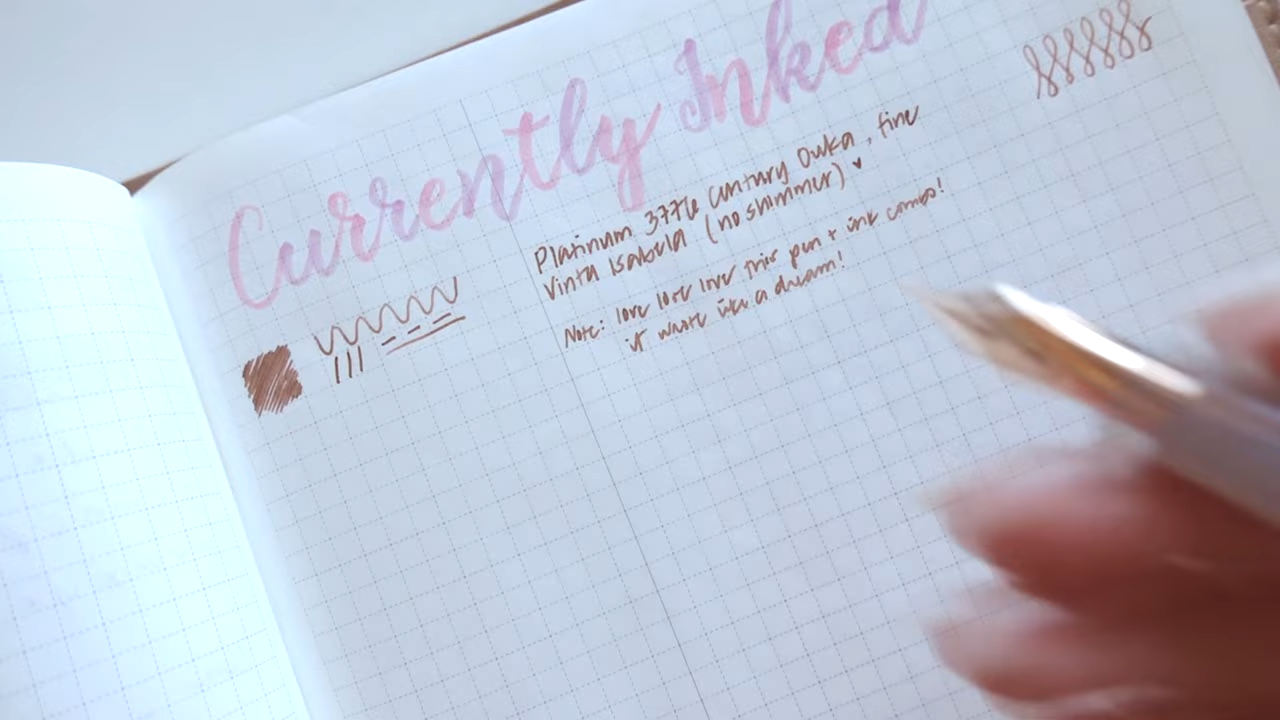 Currently Inked
Platinum 3776 Century Ouka, fine
Vinta Isabela (no shimmer) ♥
Note: love love love this pen + ink combo!
it writes like a dream!